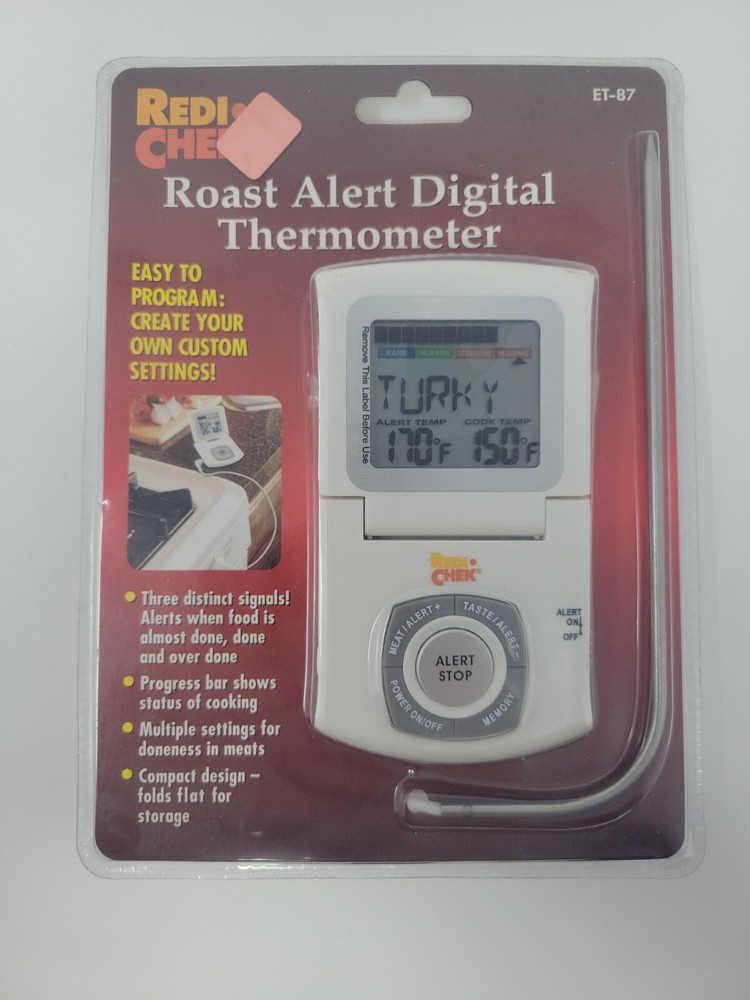 REDI
CHE
ET-87
Roast Alert Digital
Thermometer
EASY TO
PROGRAM:
CREATE YOUR
OWN CUSTOM
SETTINGS!
Remove This Label Before Use
RARE M.RARE MEDIUM W.DONE
TURKY
ALERT TEMP COOK TEMP
170°F 150°F
REDI
CHEK®
MEAT/ALERT+ TASTE/ALERT-
ALERT
STOP
POWER ON/OFF MEMORY
ALERT
ON
OFF
• Three distinct signals!
Alerts when food is
almost done, done
and over done
• Progress bar shows
status of cooking
• Multiple settings for
doneness in meats
• Compact design –
folds flat for
storage